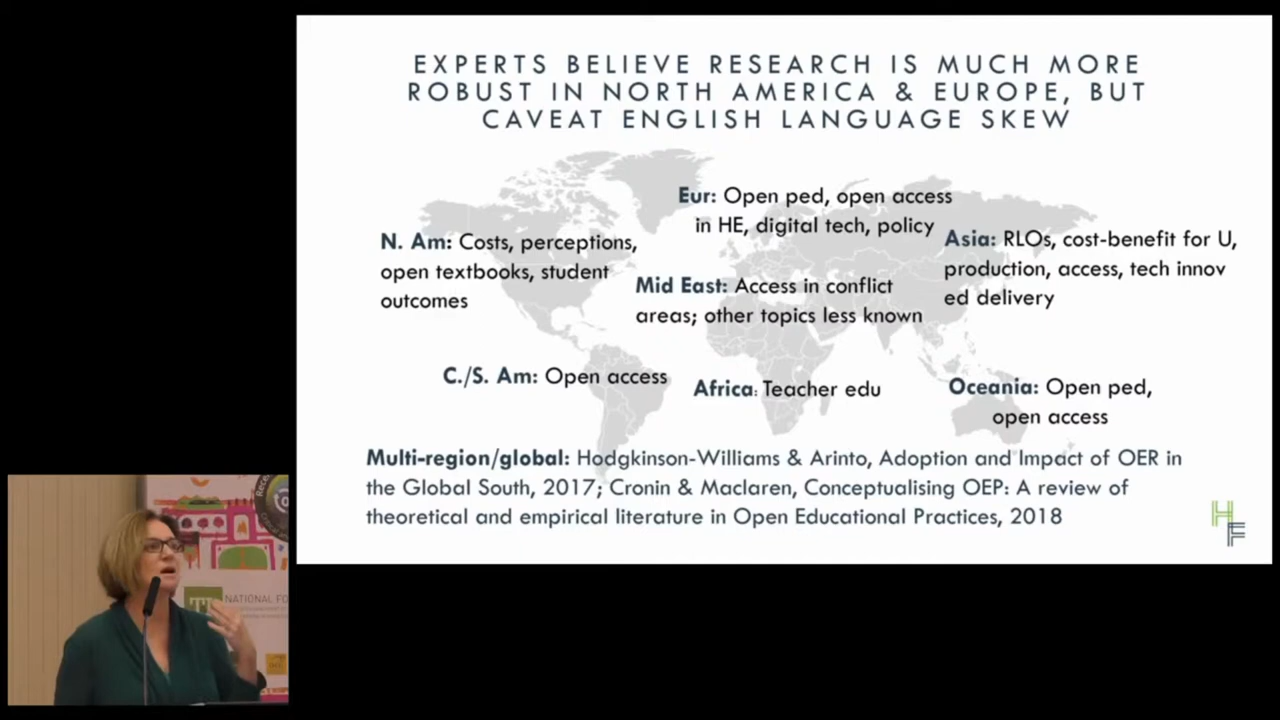 EXPERTS BELIEVE RESEARCH IS MUCH MORE
ROBUST IN NORTH AMERICA & EUROPE, BUT
CAVEAT ENGLISH LANGUAGE SKEW
Eur: Open ped, open access
in HE, digital tech, policy
N. Am: Costs, perceptions,
open textbooks, student
outcomes
Asia: RLOs, cost-benefit for U,
production, access, tech innov
ed delivery
Mid East: Access in conflict
areas; other topics less known
C./S. Am: Open access
Africa: Teacher edu
Oceania: Open ped,
open access
Multi-region/global: Hodgkinson-Williams & Arinto, Adoption and Impact of OER in
the Global South, 2017; Cronin & Maclaren, Conceptualising OEP: A review of
theoretical and empirical literature in Open Educational Practices, 2018
HF
NATIONAL FO